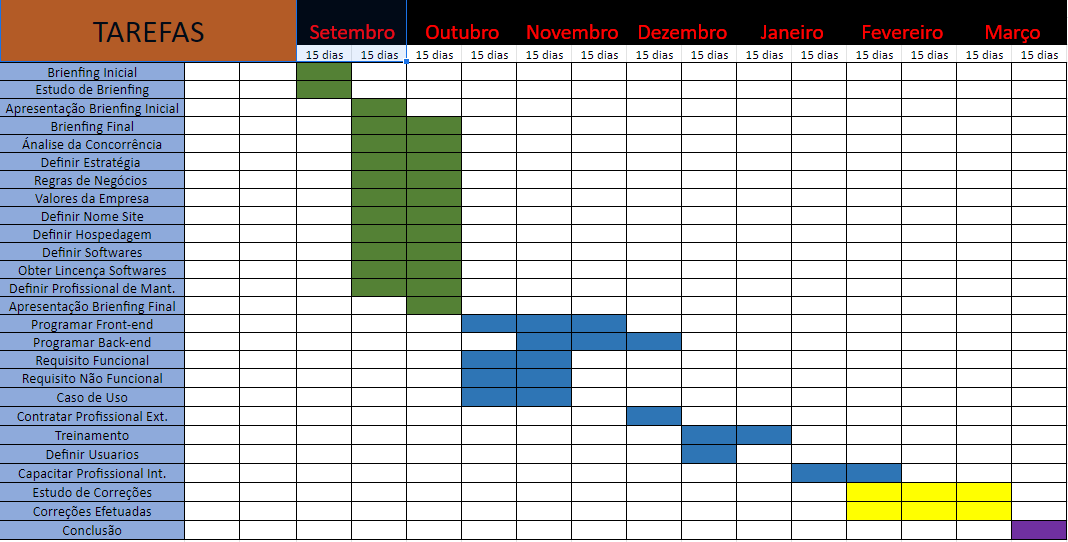 TAREFAS
Setembro Outubro Novembro Dezembro Janeiro Fevereiro Março
15 dias 15 dias 15 dias 15 dias 15 dias 15 dias 15 dias 15 dias 15 dias 15 dias 15 dias 15 dias 15 dias 15 dias
Brienfing Inicial
Estudo de Brienfing
Apresentação Brienfing Inicial
Brienfing Final
Ánalise da Concorrência
Definir Estratégia
Regras de Negócios
Valores da Empresa
Definir Nome Site
Definir Hospedagem
Definir Softwares
Obter Lincença Softwares
Definir Profissional de Mant.
Apresentação Brienfing Final
Programar Front-end
Programar Back-end
Requisito Funcional
Requisito Não Funcional
Caso de Uso
Contratar Profissional Ext.
Treinamento
Definir Usuarios
Capacitar Profissional Int.
Estudo de Correções
Correções Efetuadas
Conclusão